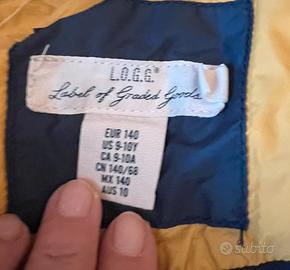 L.O.G.G.®
Label of Graded Goods
EUR 140
US 9-10Y
CA 9-10A
CN 140/68
MX 140
AUS 10
subito